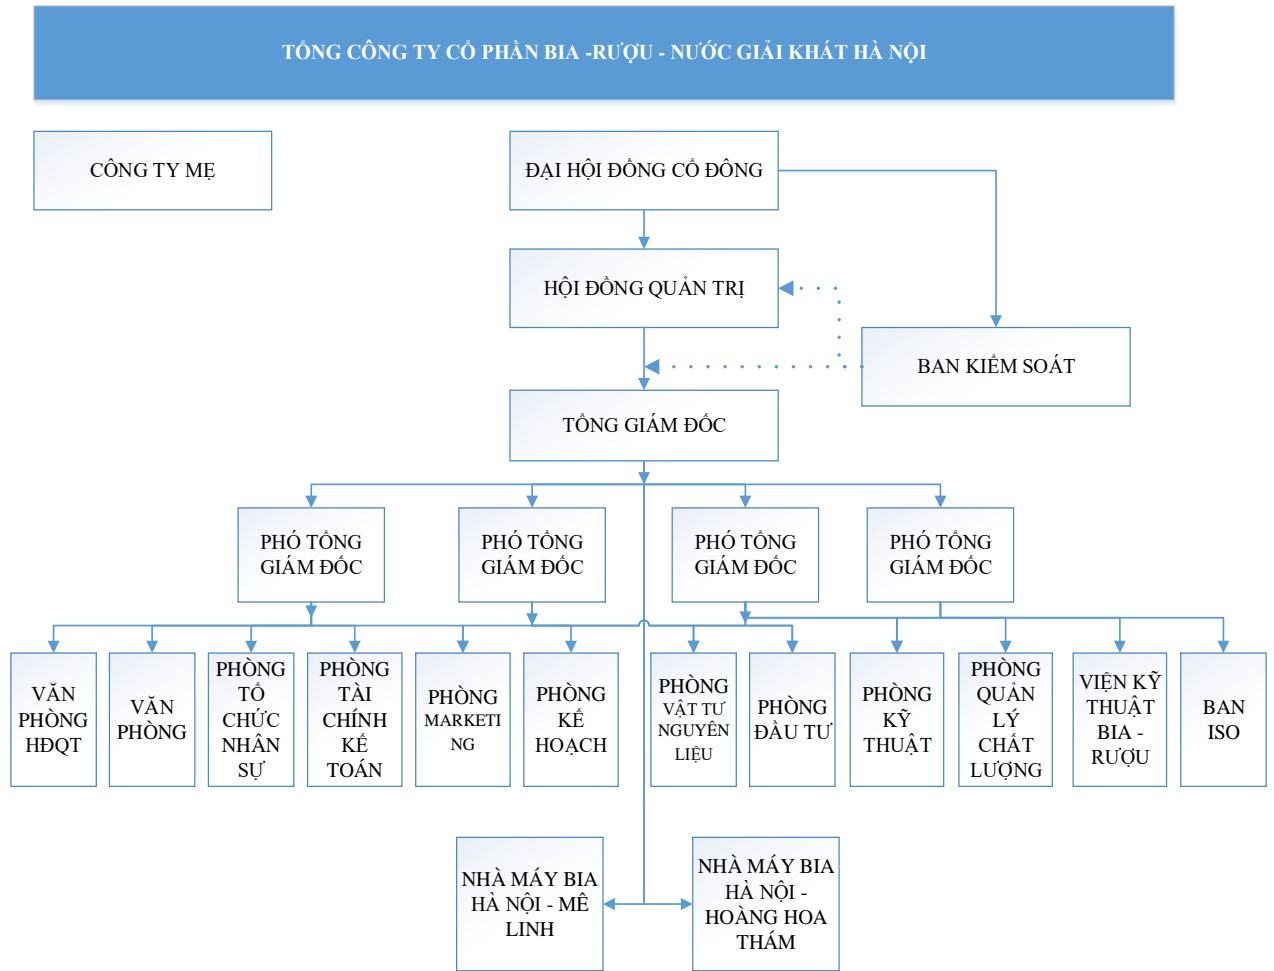 TỔNG CÔNG TY CỔ PHẦN BIA -RƯỢU - NƯỚC GIẢI KHÁT HÀ NỘI
CÔNG TY MẸ
ĐẠI HỘI ĐỒNG CỔ ĐÔNG
HỘI ĐỒNG QUẢN TRỊ
BAN KIỂM SOÁT
TỔNG GIÁM ĐỐC
PHÓ TỔNG
GIÁM ĐỐC
PHÓ TỔNG
GIÁM ĐỐC
PHÓ TỔNG
GIÁM ĐỐC
PHÓ TỔNG
GIÁM ĐỐC
VĂN
PHÒNG
HĐQT
VĂN
PHÒNG
PHÒNG
TỔ
CHỨC
NHÂN
SỰ
PHÒNG
TÀI
CHÍNH
KẾ
TOÁN
PHÒNG
MARKETI
NG
PHÒNG
KẾ
HOẠCH
PHÒNG
VẬT TƯ
NGUYÊN
LIỆU
PHÒNG
ĐẦU TƯ
PHÒNG
KỸ
THUẬT
PHÒNG
QUẢN
LÝ
CHẤT
LƯỢNG
VIỆN KỸ
THUẬT
BIA -
RƯỢU
BAN
ISO
NHÀ MÁY BIA
HÀ NỘI - MÊ
LINH
NHÀ MÁY BIA
HÀ NỘI -
HOÀNG HOA
THÁM